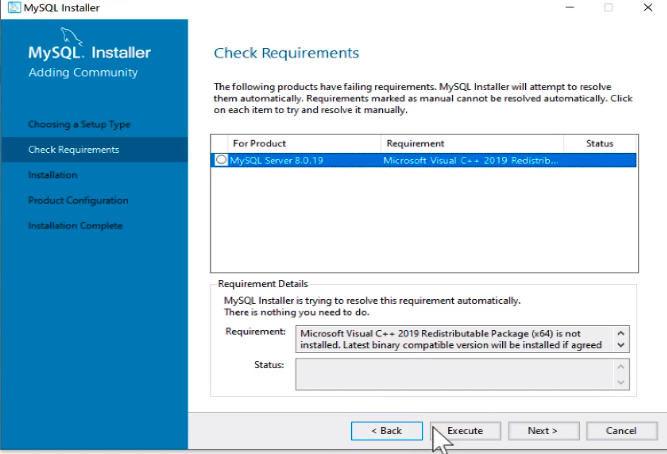 MySQL Installer
MySQL. Installer
Adding Community
Choosing a Setup Type
Check Requirements
Installation
Product Configuration
Installation Complete
Check Requirements
The following products have failing requirements. MySQL Installer will attempt to resolve
them automatically. Requirements marked as manual cannot be resolved automatically. Click
on each item to try and resolve it manually.
For Product Requirement Status
MySQL Server 8.0.19 Microsoft Visual C++ 2019 Redistrib...
Requirement Details
MySQL Installer is trying to resolve this requirement automatically.
There is nothing you need to do.
Requirement: Microsoft Visual C++ 2019 Redistributable Package (x64) is not
installed. Latest binary compatible version will be installed if agreed
Status:
< Back Execute Next > Cancel